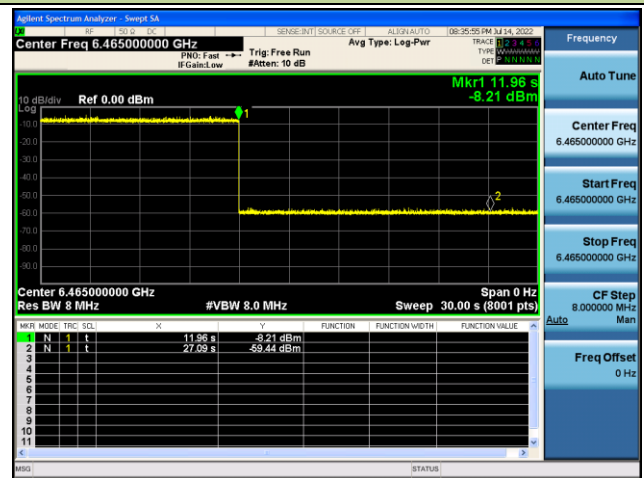 Agilent Spectrum Analyzer - Swept SA
RF 50 Ω DC SENSE:INT SOURCE OFF ALIGN AUTO 08:35:55 PM Jul 14, 2022
Center Freq 6.465000000 GHz
PNO: Fast
IFGain:Low
Trig: Free Run
#Atten: 10 dB
Avg Type: Log-Pwr
TRACE 1 2 3 4 5 6
TYPE
DET P N N N N N
Mkr1 11.96 s
-8.21 dBm
10 dB/div Ref 0.00 dBm
Log
1
-10.0
-20.0
-30.0
-40.0
-50.0
2
-60.0
-70.0
-80.0
-90.0
Center 6.465000000 GHz Span 0 Hz
Res BW 8 MHz #VBW 8.0 MHz Sweep 30.00 s (8001 pts)
MKR MODE TRC SCL X Y FUNCTION FUNCTION WIDTH FUNCTION VALUE
1 N 1 t 11.96 s -8.21 dBm
2 N 1 t 27.09 s -59.44 dBm
3
4
5
6
7
8
9
10
11
MSG STATUS
Frequency
Auto Tune
Center Freq
6.465000000 GHz
Start Freq
6.465000000 GHz
Stop Freq
6.465000000 GHz
CF Step
8.000000 MHz
Auto Man
Freq Offset
0 Hz